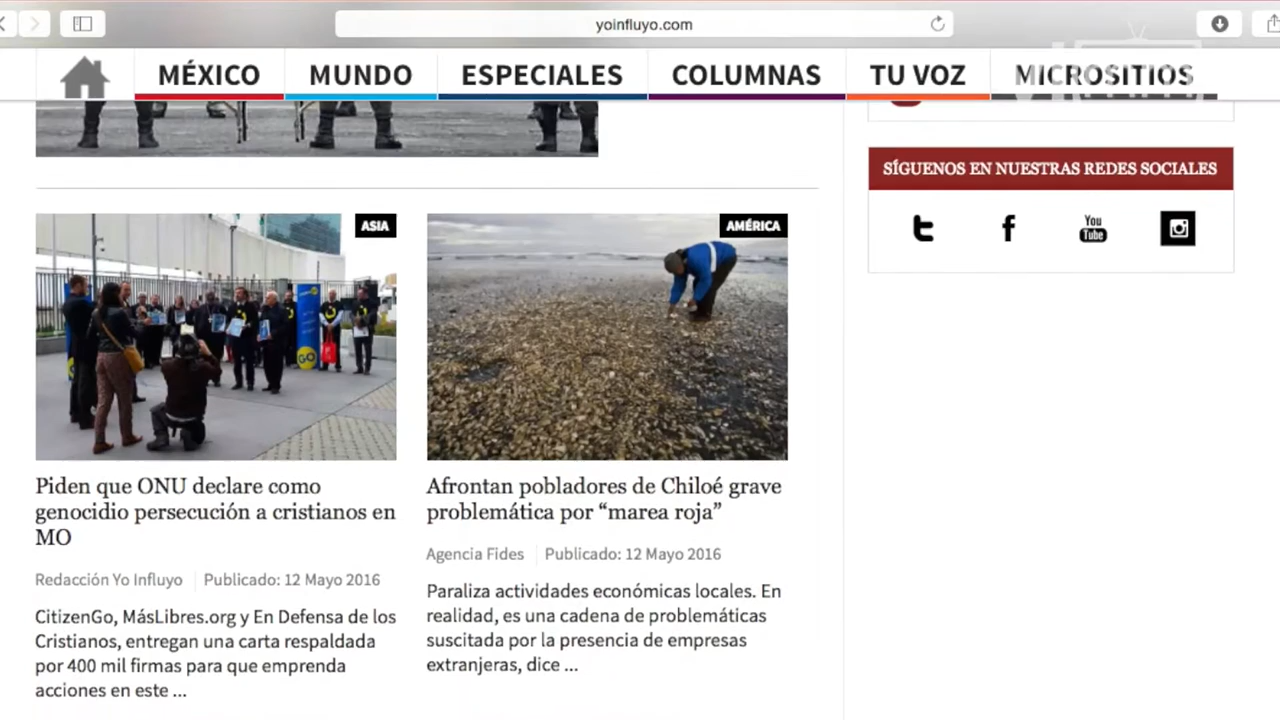 yoinfluyo.com
MÉXICO
MUNDO
ESPECIALES
COLUMNAS
TU VOZ
MICROSITIOS
SÍGUENOS EN NUESTRAS REDES SOCIALES
You
Tube
ASIA
GO
Piden que ONU declare como
genocidio persecución a cristianos en
MO
Redacción Yo Influyo
Publicado: 12 Mayo 2016
CitizenGo, MásLibres.org y En Defensa de los
Cristianos, entregan una carta respaldada
por 400 mil firmas para que emprenda
acciones en este ...
AMÉRICA
Afrontan pobladores de Chiloé grave
problemática por “marea roja”
Agencia Fides
Publicado: 12 Mayo 2016
Paraliza actividades económicas locales. En
realidad, es una cadena de problemáticas
suscitada por la presencia de empresas
extranjeras, dice ...